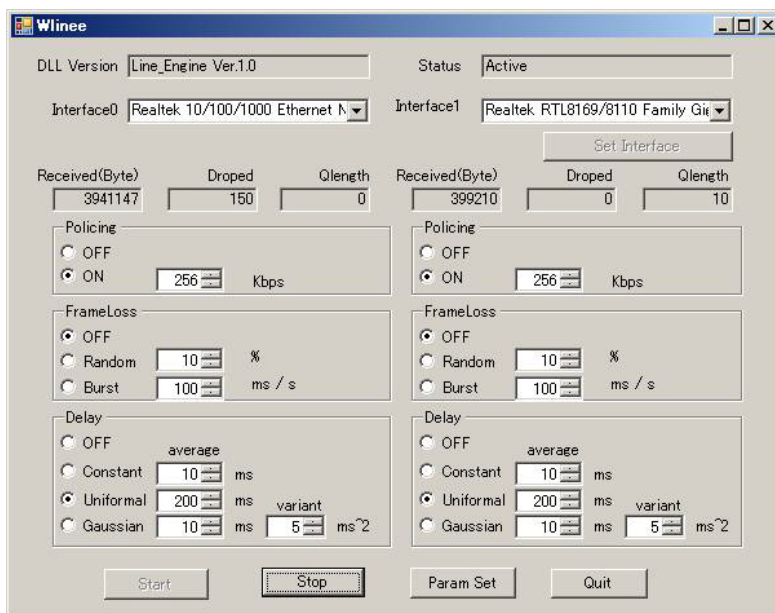 Wlinee
DLL Version Line_Engine Ver.1.0 Status Active
Interface0 Realtek 10/100/1000 Ethernet N Interface1 Realtek RTL8169/8110 Family Gig
Set Interface
Received(Byte) Droped Qlength Received(Byte) Droped Qlength
3941147 150 0 399210 0 10
Policing Policing
OFF OFF
ON 256 Kbps ON 256 Kbps
FrameLoss FrameLoss
OFF OFF
Random 10 % Random 10 %
Burst 100 ms / s Burst 100 ms / s
Delay Delay
OFF average OFF average
Constant 10 ms Constant 10 ms
Uniformal 200 ms variant Uniformal 200 ms variant
Gaussian 10 ms 5 ms^2 Gaussian 10 ms 5 ms^2
Start Stop Param Set Quit